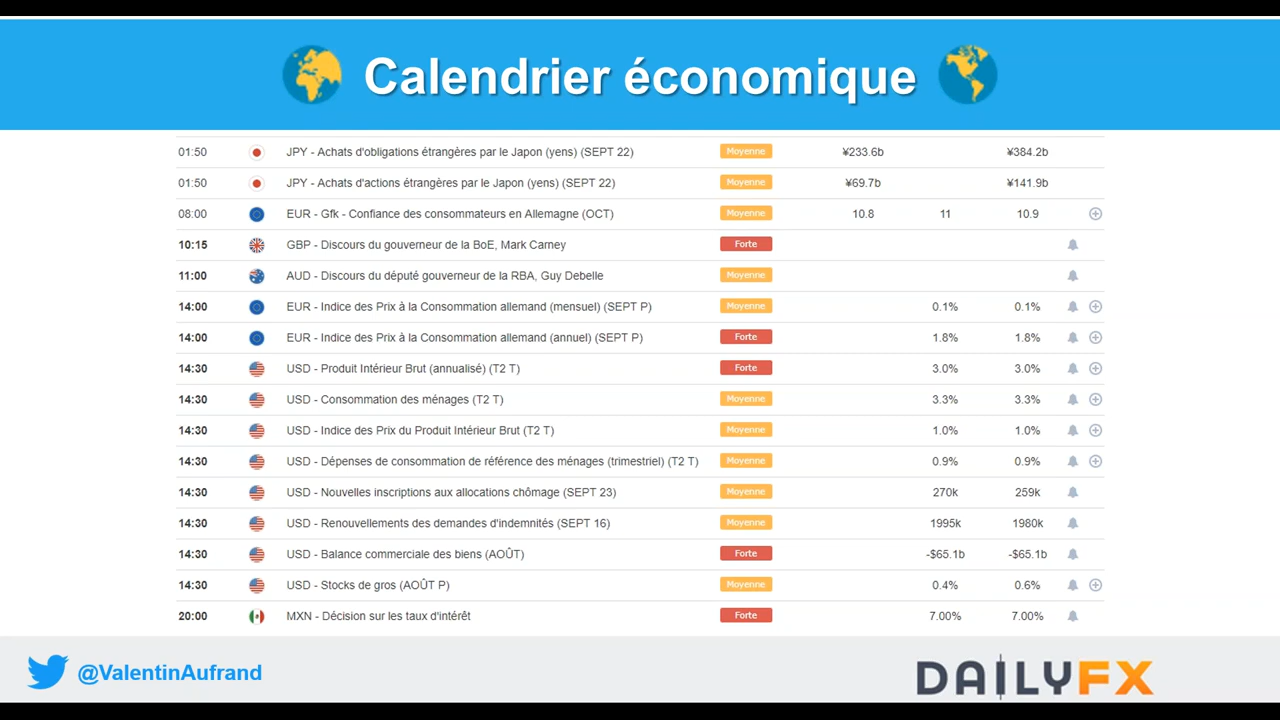 Calendrier économique
01:50 JPY - Achats d'obligations étrangères par le Japon (yens) (SEPT 22) Moyenne ¥233.6b ¥384.2b
01:50 JPY - Achats d'actions étrangères par le Japon (yens) (SEPT 22) Moyenne ¥69.7b ¥141.9b
08:00 EUR - Gfk - Confiance des consommateurs en Allemagne (OCT) Moyenne 10.8 11 10.9
10:15 GBP - Discours du gouverneur de la BoE, Mark Carney Forte
11:00 AUD - Discours du député gouverneur de la RBA, Guy Debelle Moyenne
14:00 EUR - Indice des Prix à la Consommation allemand (mensuel) (SEPT P) Moyenne 0.1% 0.1%
14:00 EUR - Indice des Prix à la Consommation allemand (annuel) (SEPT P) Forte 1.8% 1.8%
14:30 USD - Produit Intérieur Brut (annualisé) (T2 T) Forte 3.0% 3.0%
14:30 USD - Consommation des ménages (T2 T) Moyenne 3.3% 3.3%
14:30 USD - Indice des Prix du Produit Intérieur Brut (T2 T) Moyenne 1.0% 1.0%
14:30 USD - Dépenses de consommation de référence des ménages (trimestriel) (T2 T) Moyenne 0.9% 0.9%
14:30 USD - Nouvelles inscriptions aux allocations chômage (SEPT 23) Moyenne 270k 259k
14:30 USD - Renouvellements des demandes d'indemnités (SEPT 16) Moyenne 1995k 1980k
14:30 USD - Balance commerciale des biens (AOÛT) Forte -$65.1b -$65.1b
14:30 USD - Stocks de gros (AOÛT P) Moyenne 0.4% 0.6%
20:00 MXN - Décision sur les taux d'intérêt Forte 7.00% 7.00%
@ValentinAufrand
DAILYFX